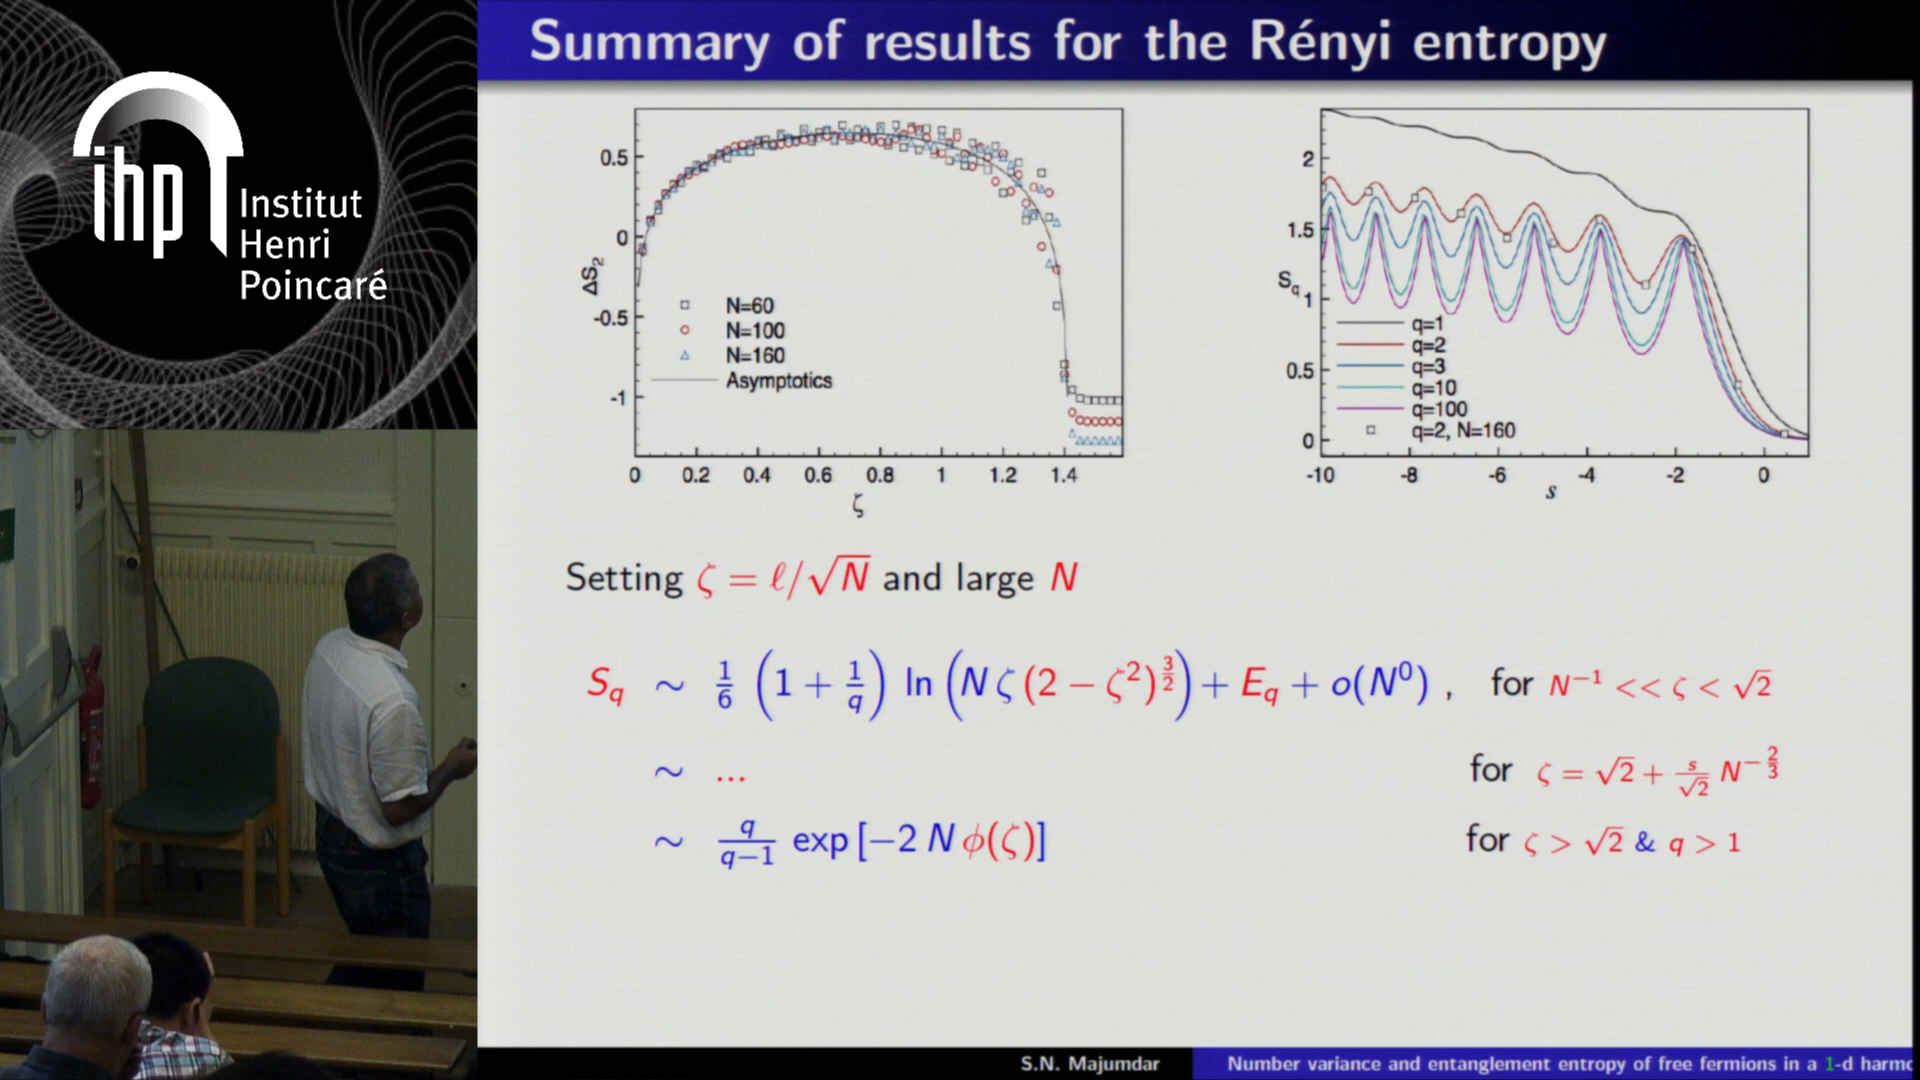 ihp
Institut
Henri
Poincaré
Summary of results for the Rényi entropy
ΔS₂
0.5
0
-0.5
-1
N=60
N=100
N=160
Asymptotics
0 0.2 0.4 0.6 0.8 1 1.2 1.4
ζ
S_q
2
1.5
1
0.5
0
q=1
q=2
q=3
q=10
q=100
q=2, N=160
-10 -8 -6 -4 -2 0
s
Setting ζ = ℓ/√N and large N
S_q ~ 1/6 (1 + 1/q) ln (N ζ (2 − ζ²)^{3/2}) + E_q + o(N⁰) , for N⁻¹ << ζ < √2
~ ... for ζ = √2 + s/√2 N^{−2/3}
~ q/(q−1) exp [−2 N ϕ(ζ)] for ζ > √2 & q > 1
S.N. Majumdar Number variance and entanglement entropy of free fermions in a 1-d